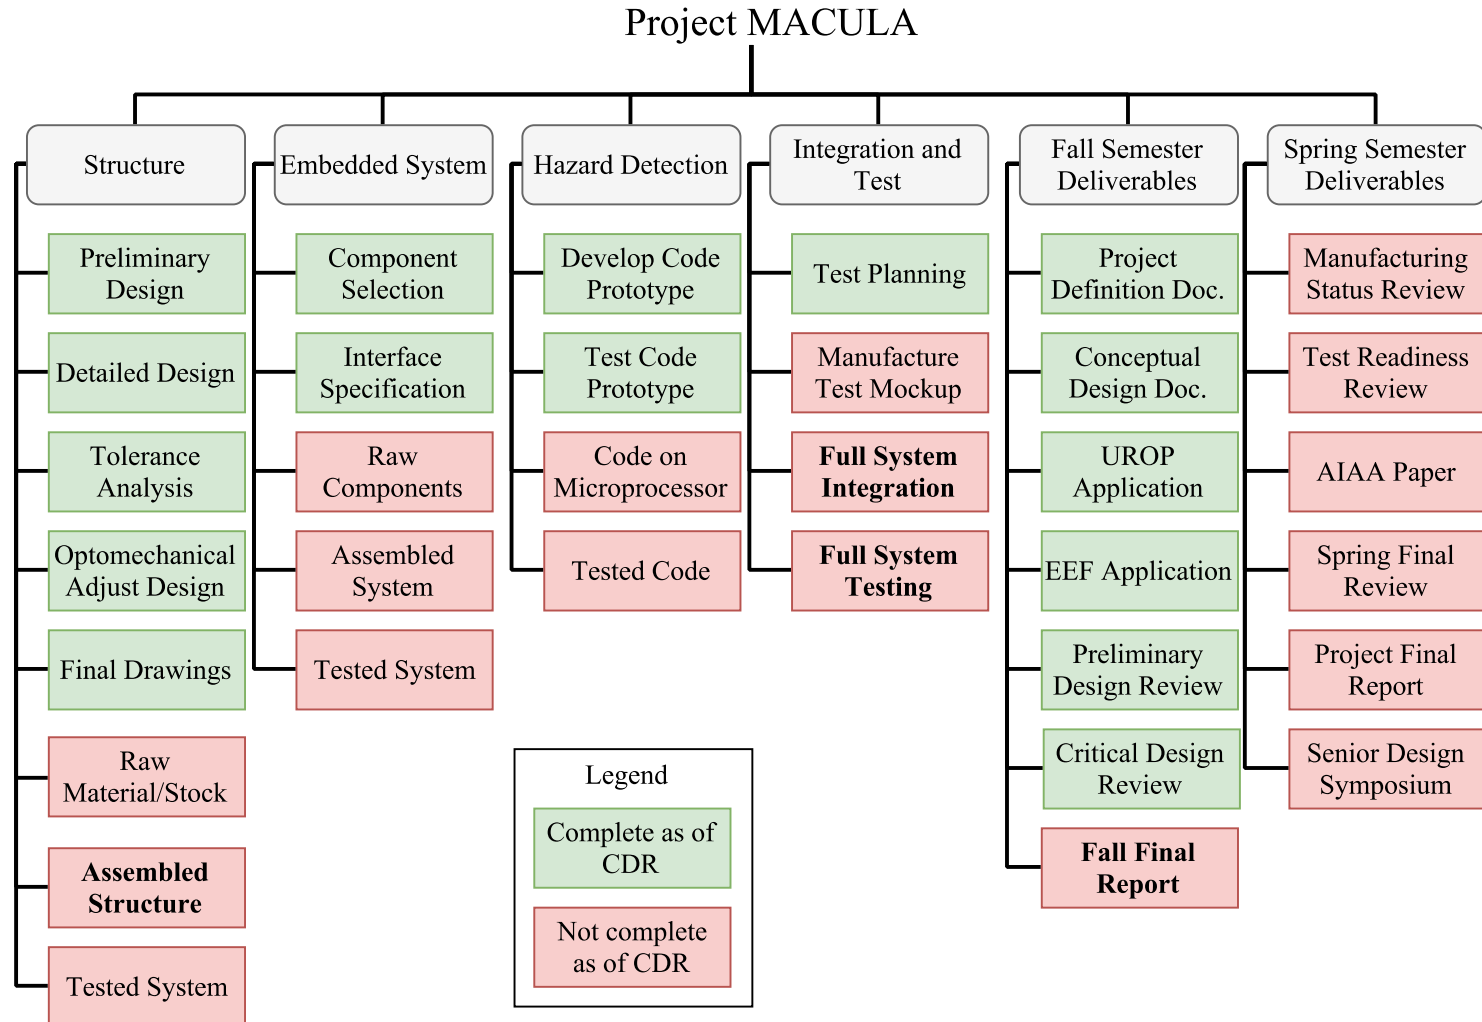 Project MACULA
Structure
Preliminary
Design
Detailed Design
Tolerance
Analysis
Optomechanical
Adjust Design
Final Drawings
Raw
Material/Stock
Assembled
Structure
Tested System
Embedded System
Component
Selection
Interface
Specification
Raw
Components
Assembled
System
Tested System
Hazard Detection
Develop Code
Prototype
Test Code
Prototype
Code on
Microprocessor
Tested Code
Integration and
Test
Test Planning
Manufacture
Test Mockup
Full System
Integration
Full System
Testing
Fall Semester
Deliverables
Project
Definition Doc.
Conceptual
Design Doc.
UROP
Application
EEF Application
Preliminary
Design Review
Critical Design
Review
Fall Final
Report
Spring Semester
Deliverables
Manufacturing
Status Review
Test Readiness
Review
AIAA Paper
Spring Final
Review
Project Final
Report
Senior Design
Symposium
Legend
Complete as of
CDR
Not complete
as of CDR